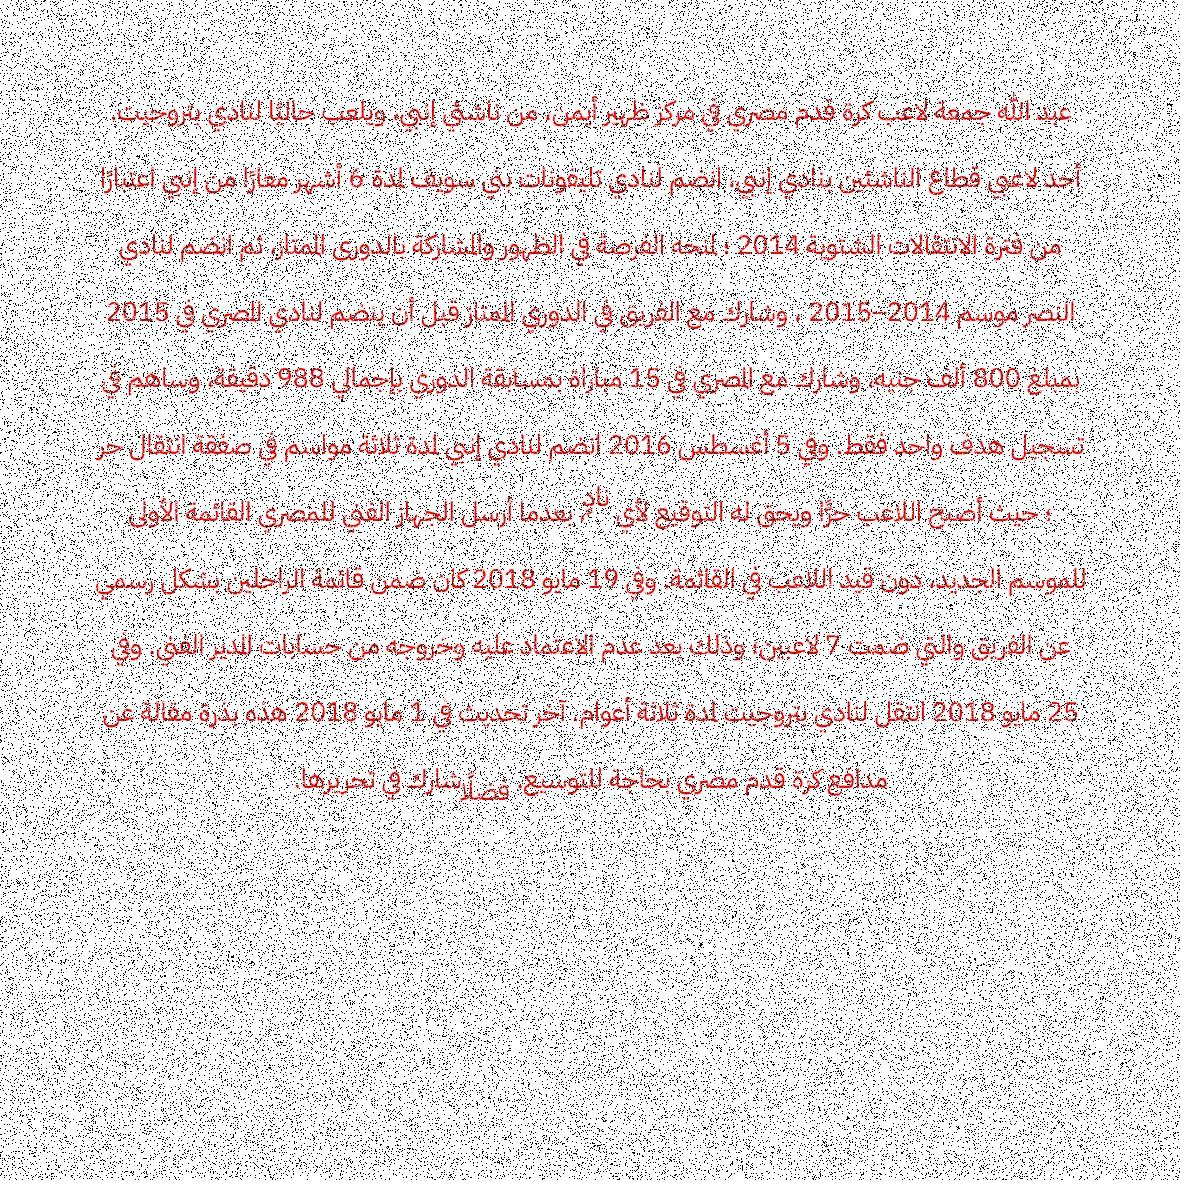 عبد الله جمعة لاعب كرة قدم مصري في مركز ظهير أيمن، من ناشئي إنبي، ويلعب حاليًا لنادي بتروجيت.
أحد لاعبي قطاع الناشئين بنادي إنبي، انضم لنادي تليفونات بني سويف لمدة 6 أشهر معارًا من إنبي اعتبارًا
من فترة الانتقالات الشتوية 2014 ؛ لمنحه الفرصة في الظهور والمشاركة بالدوري الممتاز، ثم انضم لنادي
النصر موسم 2014–2015 ، وشارك مع الفريق في الدوري الممتاز قبل أن ينضم لنادي المصري في 2015
بمبلغ 800 ألف جنيه، وشارك مع المصري في 15 مباراة بمسابقة الدوري بإجمالي 988 دقيقة، وساهم في
تسجيل هدف واحد فقط. وفي 5 أغسطس 2016 انضم لنادي إنبي لمدة ثلاثة مواسم في صفقة انتقال حر
؛ حيث أصبح اللاعب حرًّا ويحق له التوقيع لأي نادٍ، بعدما أرسل الجهاز الفني للمصري القائمة الأولى
للموسم الجديد، دون قيد اللاعب في القائمة. وفي 19 مايو 2018 كان ضمن قائمة الراحلين بشكل رسمي
عن الفريق والتي ضمت 7 لاعبين؛ وذلك بعد عدم الاعتماد عليه وخروجه من حسابات المدير الفني. وفي
25 مايو 2018 انتقل لنادي بتروجيت لمدة ثلاثة أعوام. آخر تحديث في 1 مايو 2018 هذه بذرة مقالة عن
مدافع كرة قدم مصري بحاجة للتوسيع. فضلًا شارك في تحريرها.